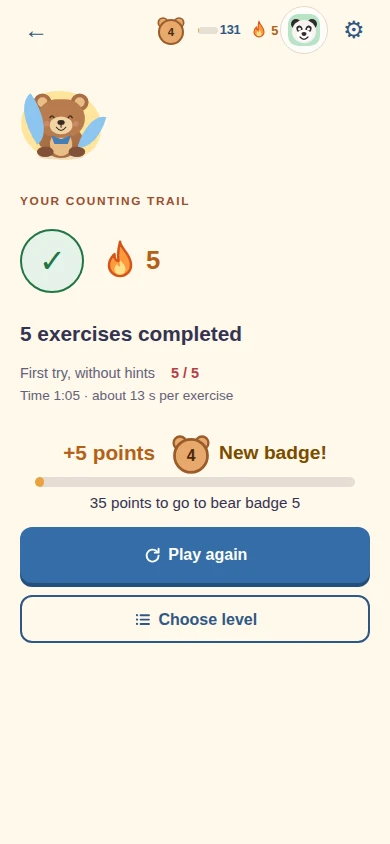 ←
4
131
5
YOUR COUNTING TRAIL
✓
5
5 exercises completed
First try, without hints 5 / 5
Time 1:05 · about 13 s per exercise
+5 points 4 New badge!
35 points to go to bear badge 5
Play again
Choose level